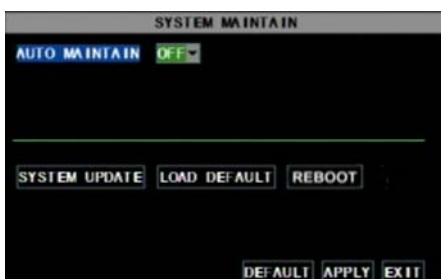 SYSTEM MAINTAIN
AUTO MAINTAIN OFF
SYSTEM UPDATE LOAD DEFAULT REBOOT
DEFAULT APPLY EXIT